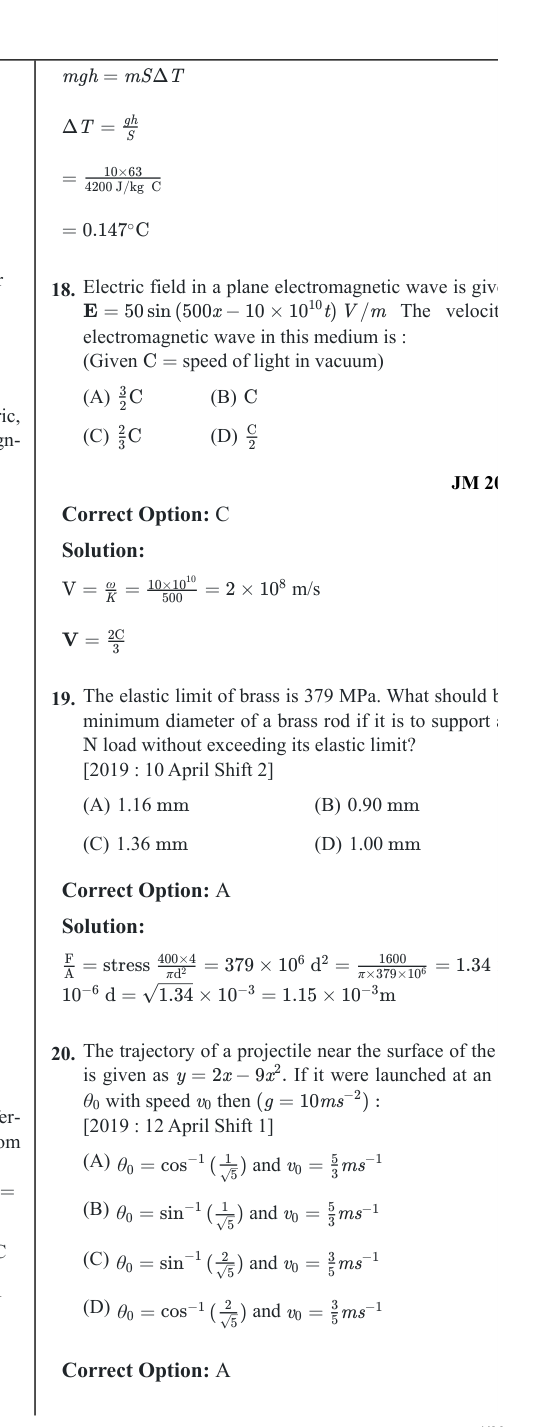 mgh = mSΔT
ΔT = gh/S
= 10×63/4200 J/kg C
= 0.147°C
18. Electric field in a plane electromagnetic wave is
E = 50 sin (500x − 10 × 10¹⁰t) V/m The
electromagnetic wave in this medium is :
(Given C = speed of light in vacuum)
(A) 3/2 C (B) C
ric,
(C) 2/3 C (D) C/2
gn-
JM
Correct Option: C
Solution:
V = ω/K = 10×10¹⁰/500 = 2 × 10⁸ m/s
V = 2C/3
19. The elastic limit of brass is 379 MPa. What should
minimum diameter of a brass rod if it is to support
N load without exceeding its elastic limit?
[2019 : 10 April Shift 2]
(A) 1.16 mm (B) 0.90 mm
(C) 1.36 mm (D) 1.00 mm
Correct Option: A
Solution:
F/A = stress 400×4/πd² = 379 × 10⁶ d² = 1600/π×379×10⁶ = 1.34
10⁻⁶ d = √1.34 × 10⁻³ = 1.15 × 10⁻³m
20. The trajectory of a projectile near the surface of the
is given as y = 2x − 9x². If it were launched at an
θ₀ with speed v₀ then (g = 10ms⁻²) :
fer-
[2019 : 12 April Shift 1]
om
(A) θ₀ = cos⁻¹ (1/√5) and v₀ = 5/3 ms⁻¹
=
(B) θ₀ = sin⁻¹ (1/√5) and v₀ = 5/3 ms⁻¹
(C) θ₀ = sin⁻¹ (2/√5) and v₀ = 3/5 ms⁻¹
(D) θ₀ = cos⁻¹ (2/√5) and v₀ = 3/5 ms⁻¹
Correct Option: A